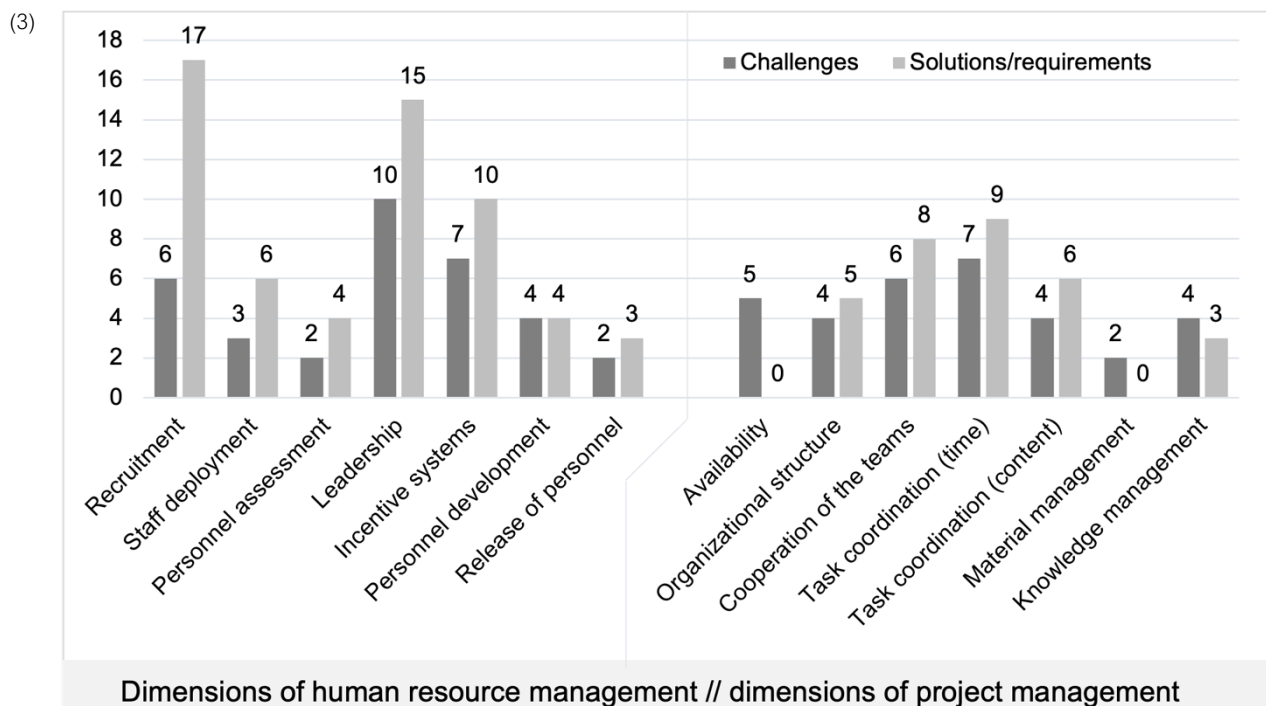 (3)
18
16
14
12
10
8
6
4
2
0
Challenges Solutions/requirements
6 17
3 6
2 4
10 15
7 10
4 4
2 3
5 0
4 5
6 8
7 9
4 6
2 0
4 3
Recruitment
Staff deployment
Personnel assessment
Leadership
Incentive systems
Personnel development
Release of personnel
Availability
Organizational structure
Cooperation of the teams
Task coordination (time)
Task coordination (content)
Material management
Knowledge management
Dimensions of human resource management // dimensions of project management